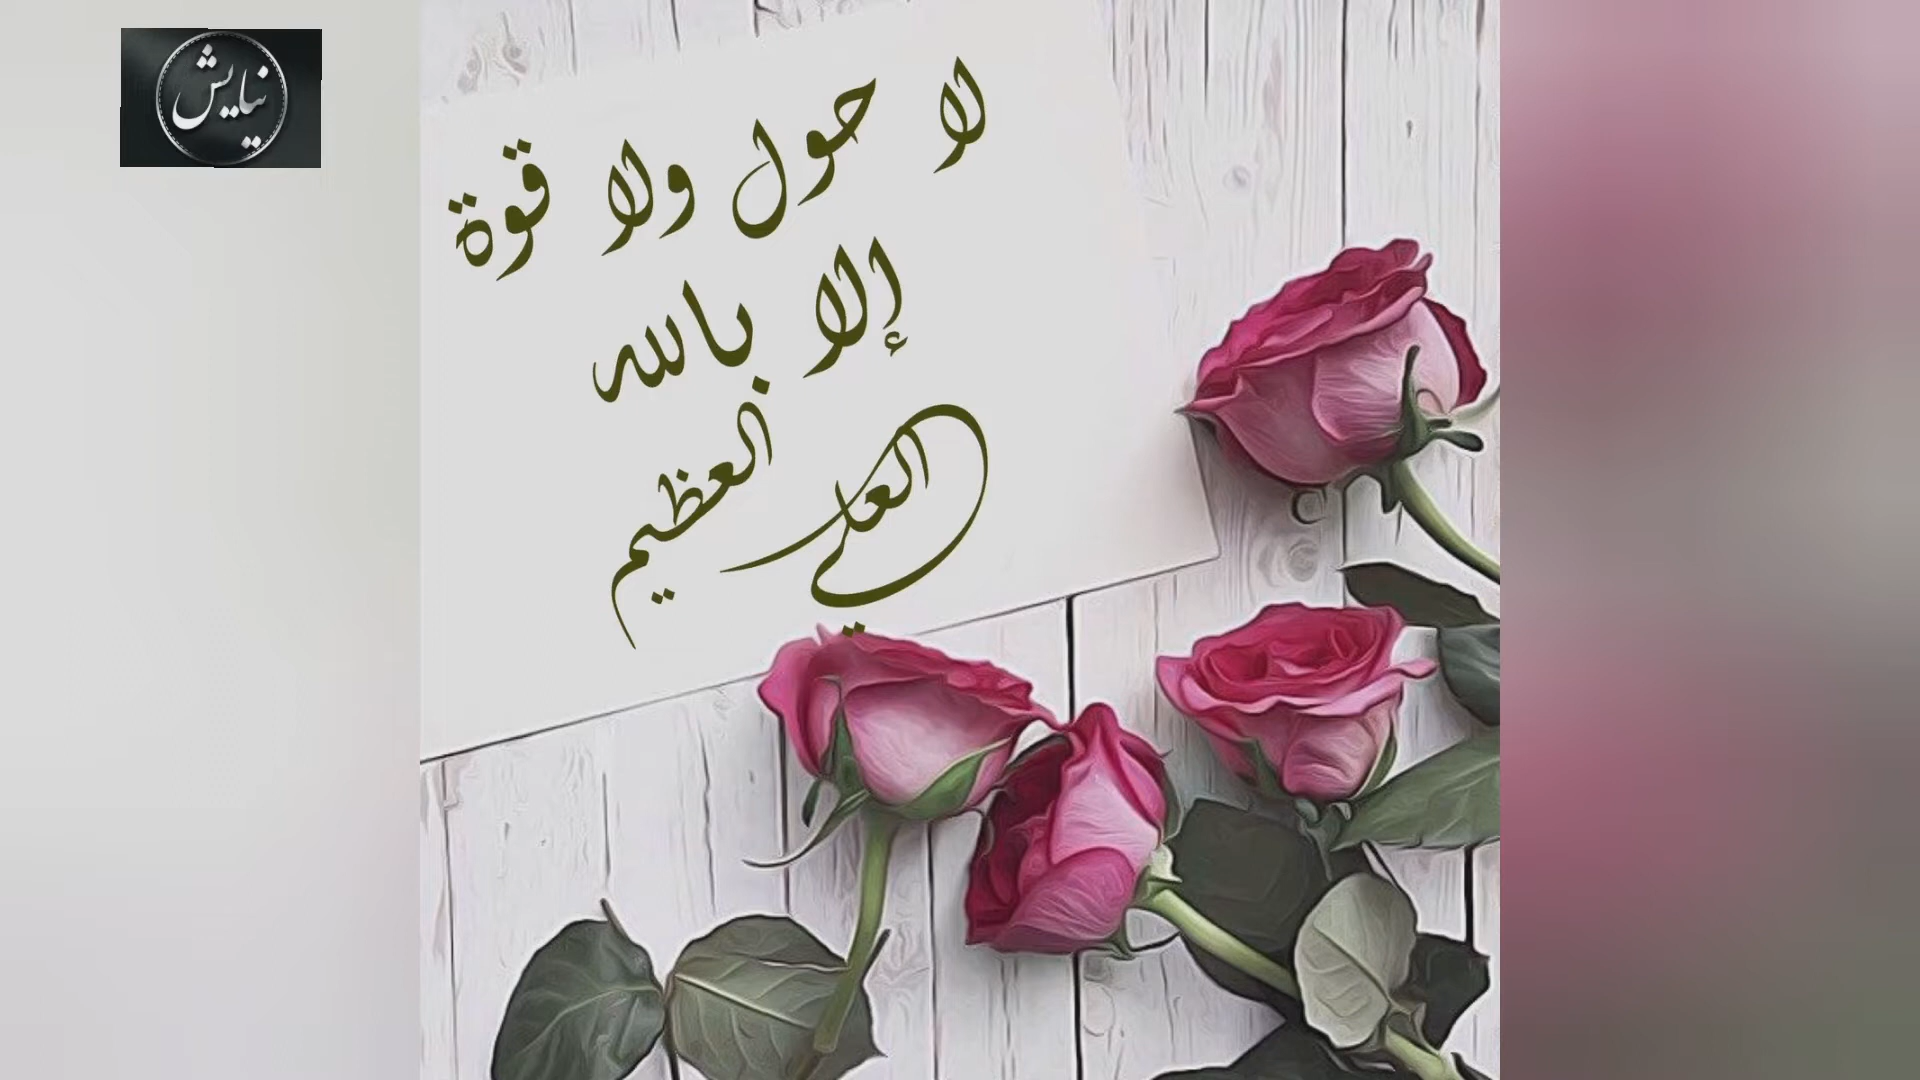 نیایش
لا حول ولا قوة
إلا بالله
العلي العظيم